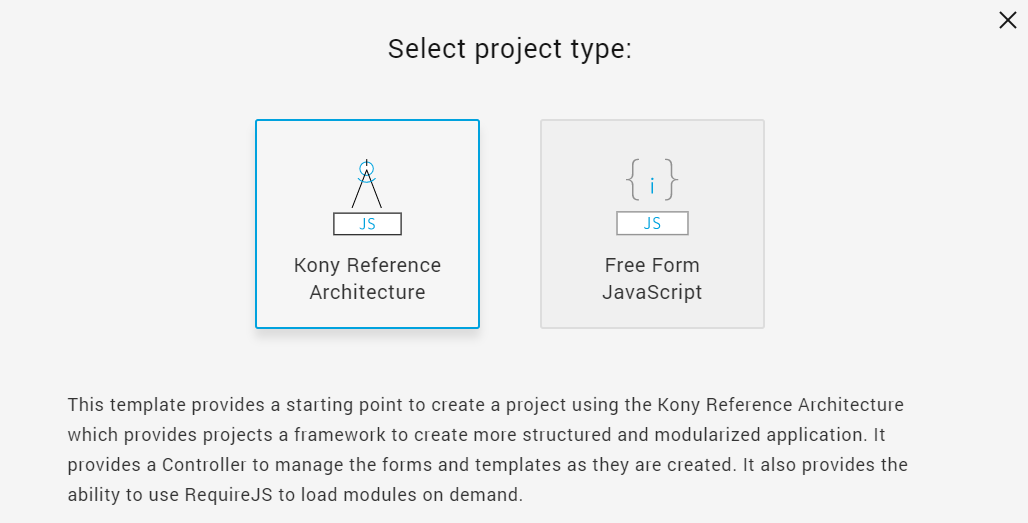 Select project type:
JS
Kony Reference
Architecture
{ i }
JS
Free Form
JavaScript
This template provides a starting point to create a project using the Kony Reference Architecture
which provides projects a framework to create more structured and modularized application. It
provides a Controller to manage the forms and templates as they are created. It also provides the
ability to use RequireJS to load modules on demand.